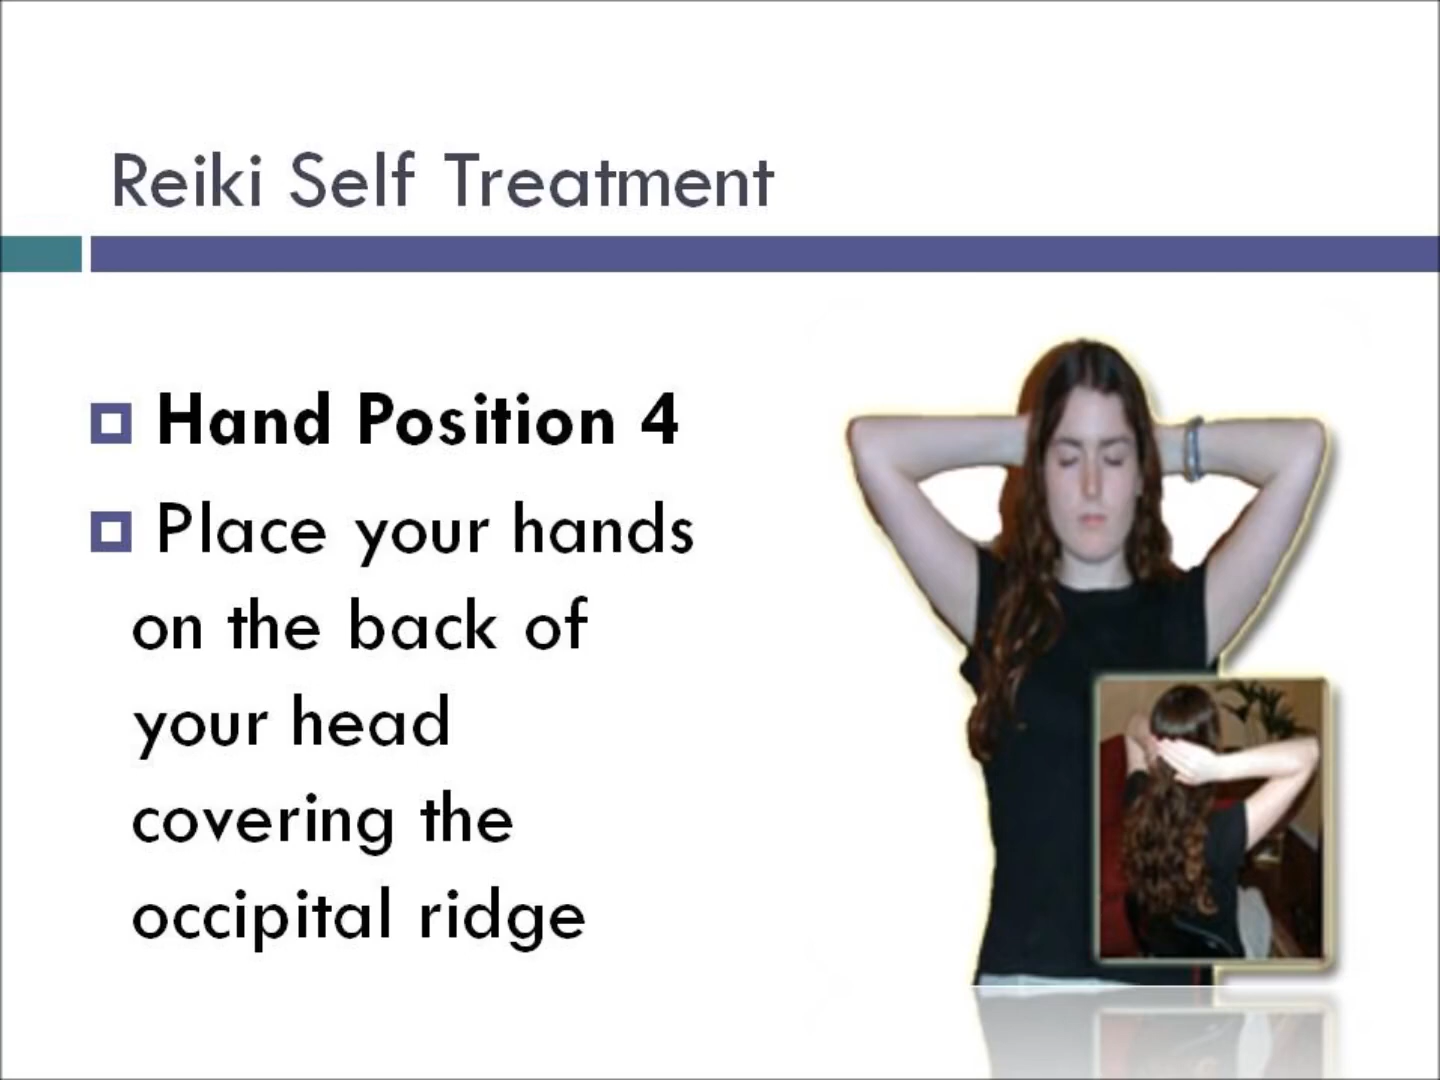 Reiki Self Treatment
Hand Position 4
Place your hands
on the back of
your head
covering the
occipital ridge